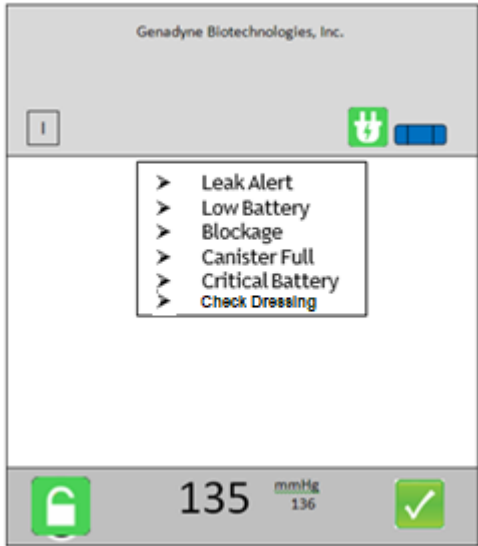 Genadyne Biotechnologies, Inc.
I
Leak Alert
Low Battery
Blockage
Canister Full
Critical Battery
Check Dressing
135 mmHg
136